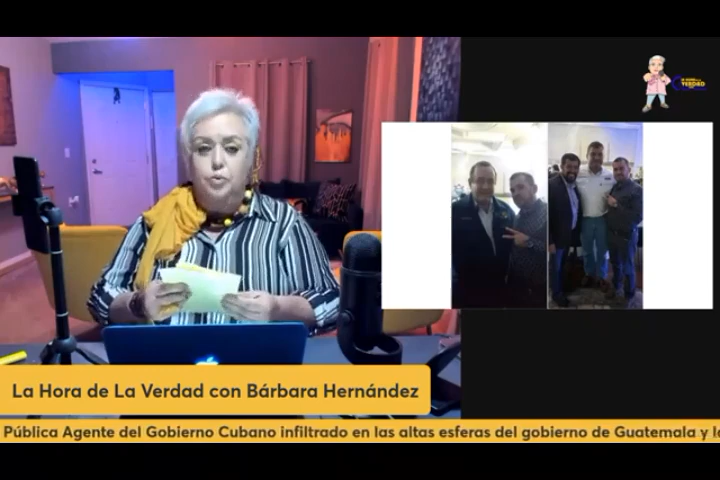 VERDAD
La Hora de La Verdad con Bárbara Hernández
Pública Agente del Gobierno Cubano infiltrado en las altas esferas del gobierno de Guatemala y l